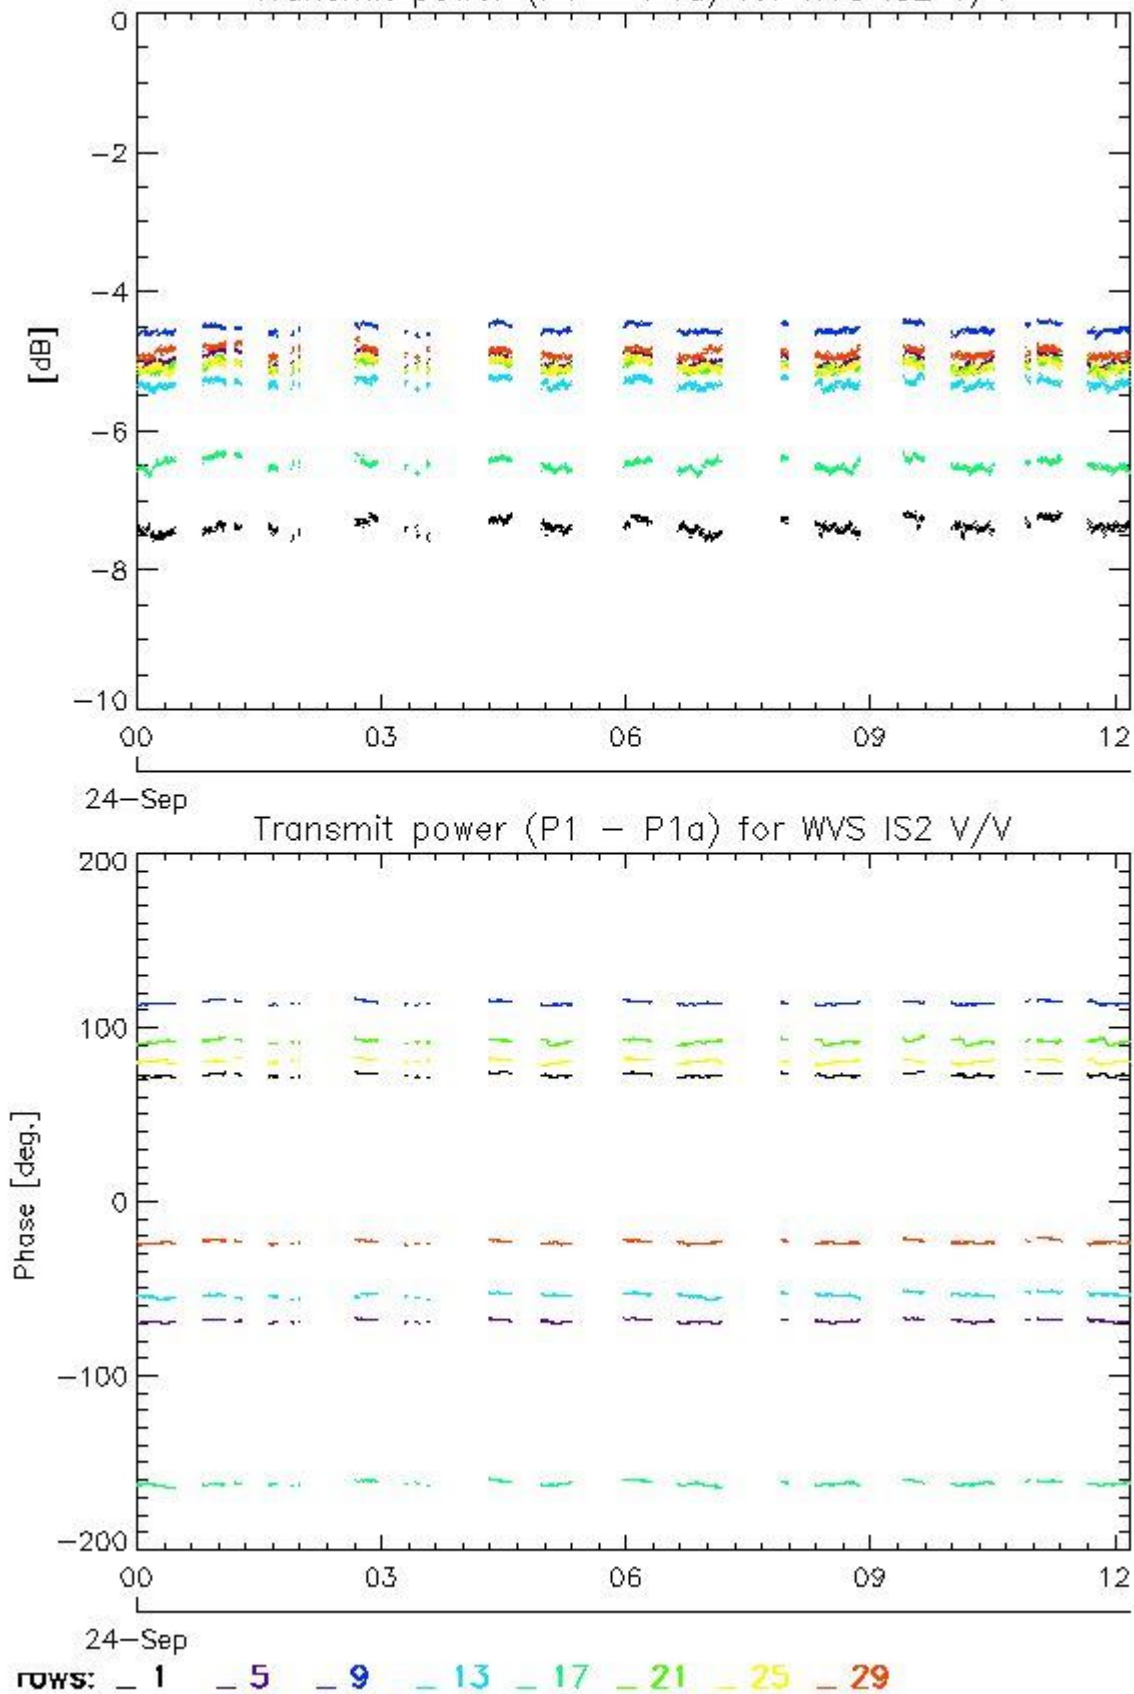 0
−2
−4
[dB]
−6
−8
−10
00 03 06 09 12
24−Sep
Transmit power (P1 − P1a) for WVS IS2 V/V
200
100
0
Phase [deg.]
−100
−200
00 03 06 09 12
24−Sep
rows: _ 1 _ 5 _ 9 _ 13 _ 17 _ 21 _ 25 _ 29